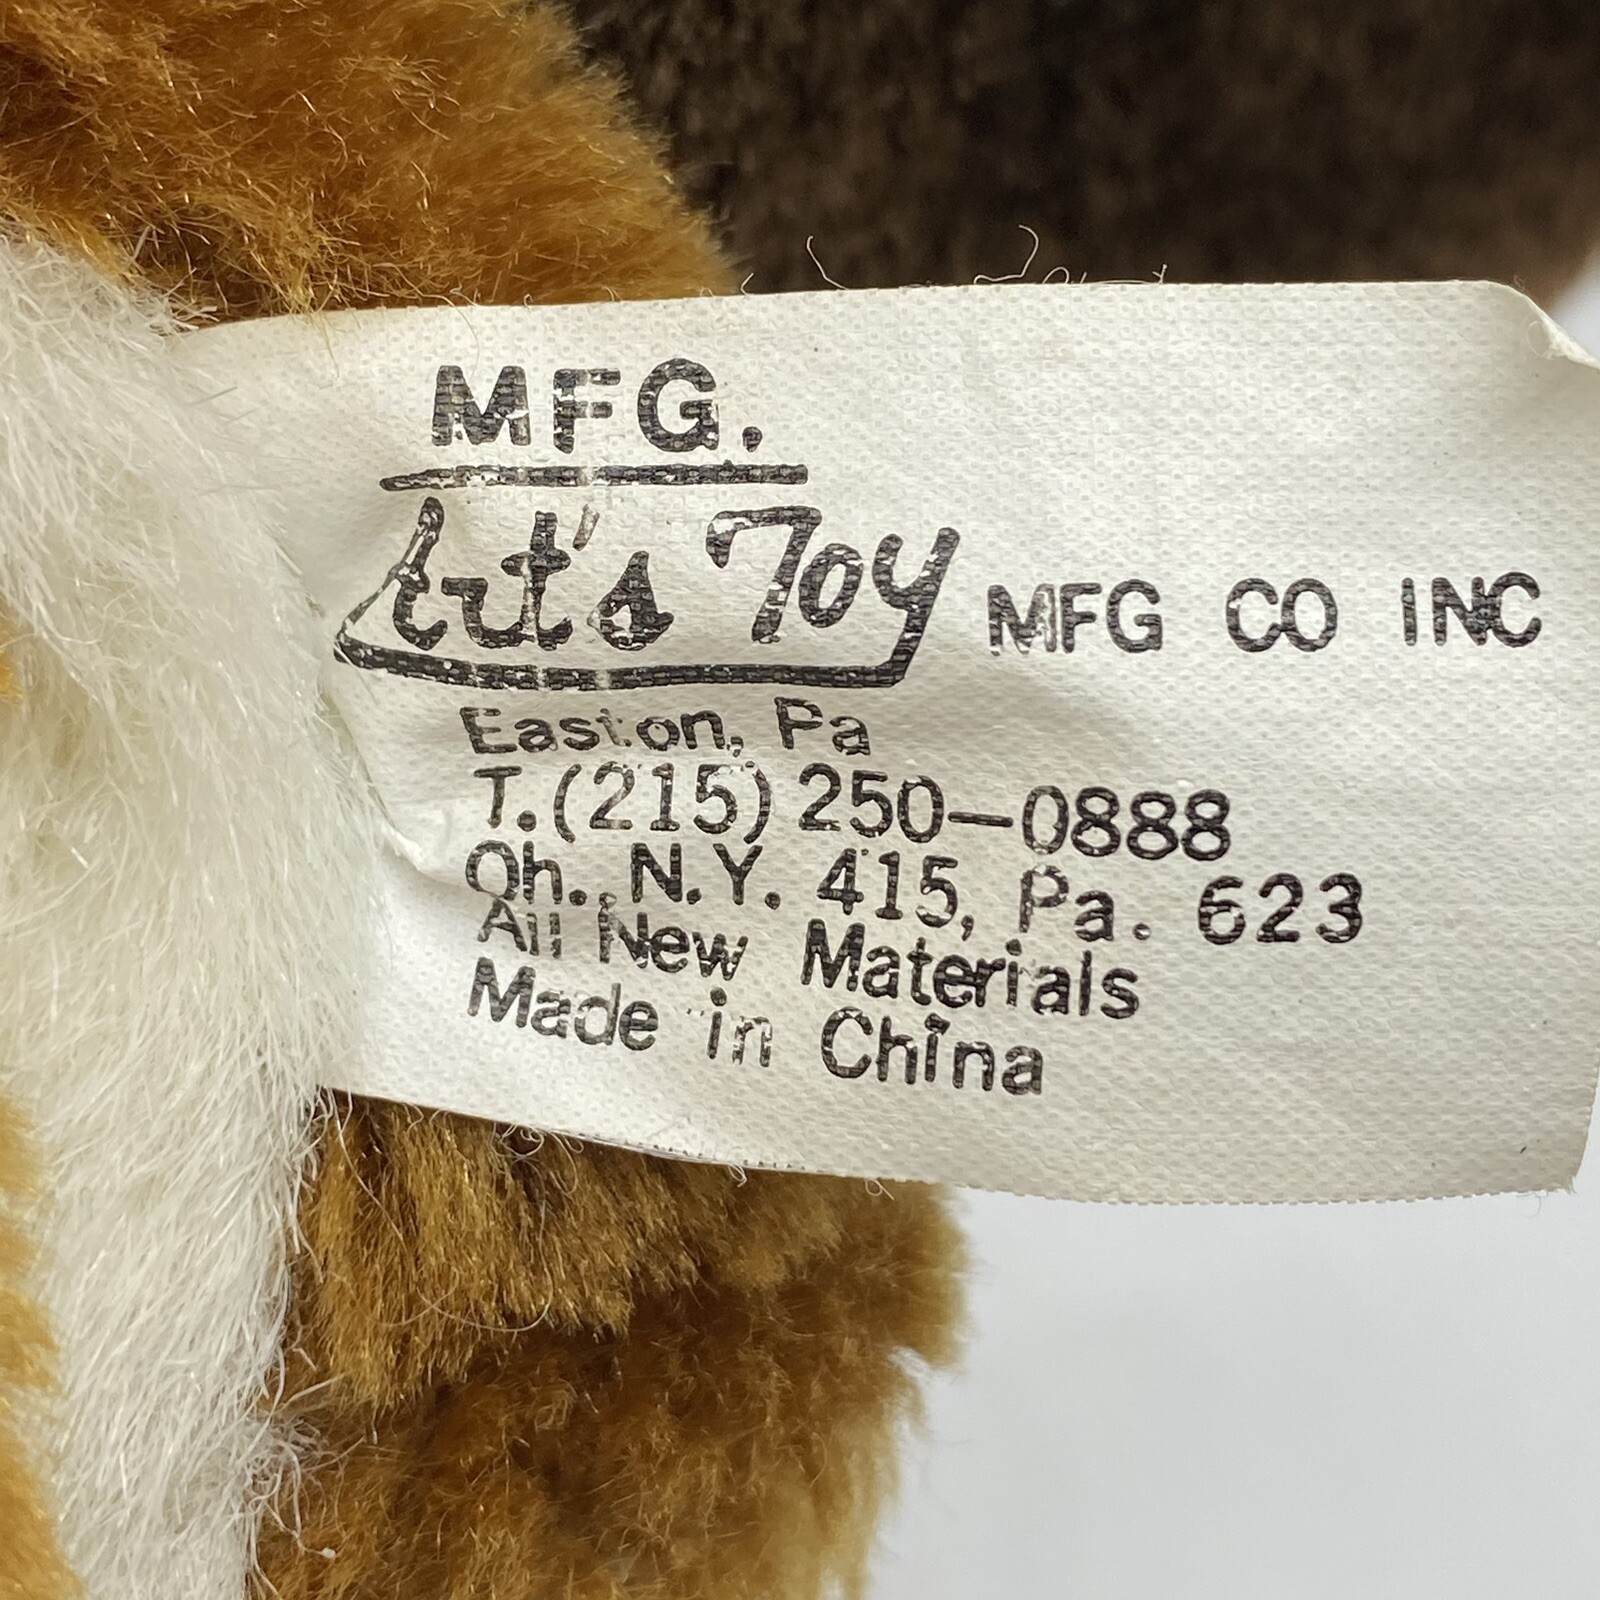 MFG.
Art's Toy MFG CO INC
Easton, Pa
T.(215) 250-0888
Oh., N.Y. 415, Pa. 623
All New Materials
Made in China